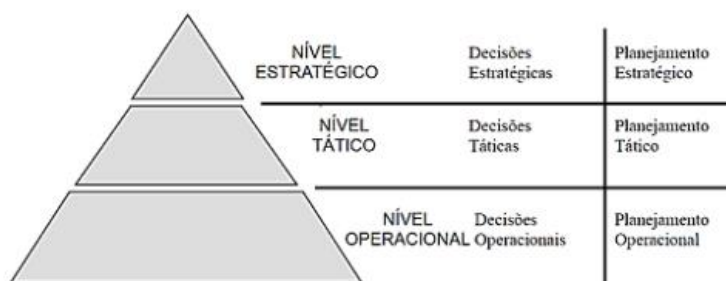 NÍVEL
ESTRATÉGICO
Decisões
Estratégicas
Planejamento
Estratégico
NÍVEL
TÁTICO
Decisões
Táticas
Planejamento
Tático
NÍVEL
OPERACIONAL
Decisões
Operacionais
Planejamento
Operacional